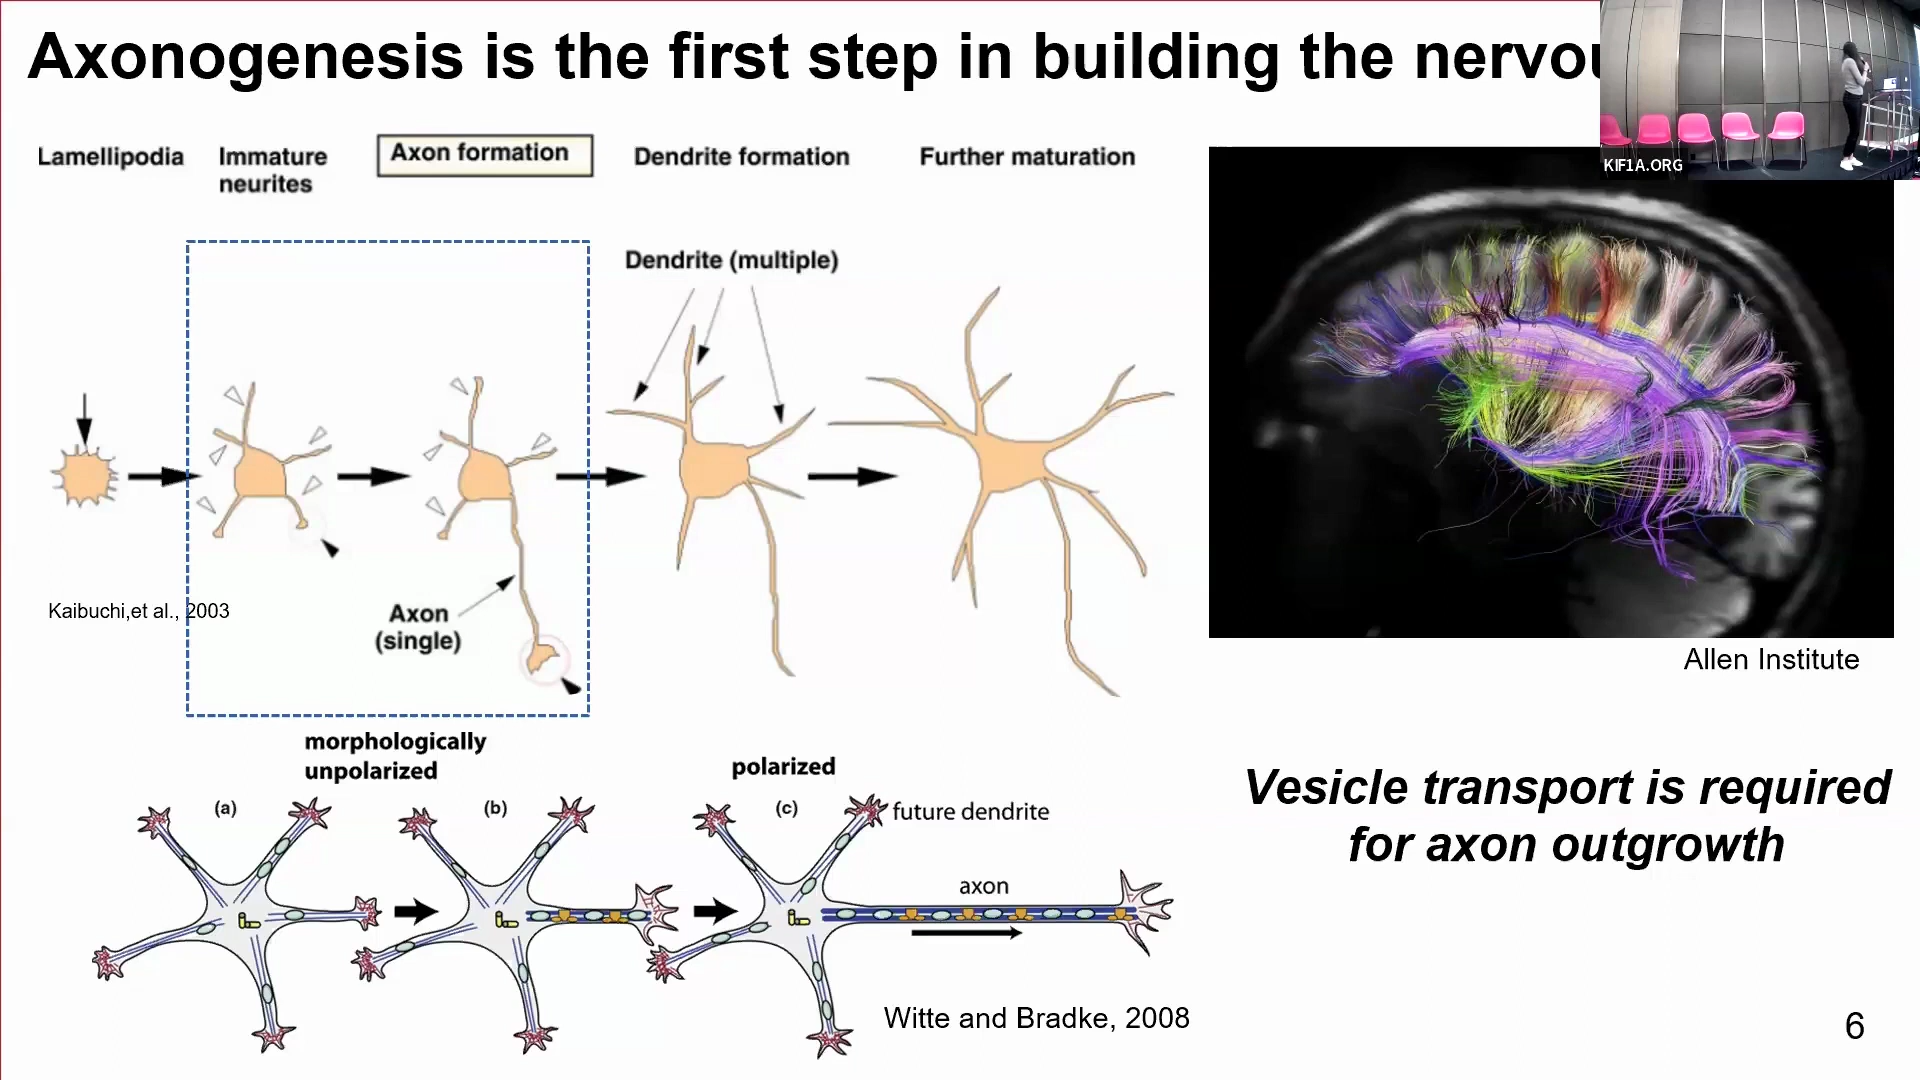 Axonogenesis is the first step in building the nervou
KIF1A.ORG
Lamellipodia
Immature
neurites
Axon formation
Dendrite formation
Further maturation
Dendrite (multiple)
Kaibuchi,et al., 2003
Axon
(single)
Allen Institute
morphologically
unpolarized
polarized
(a)
(b)
(c)
future dendrite
axon
Vesicle transport is required
for axon outgrowth
Witte and Bradke, 2008
6